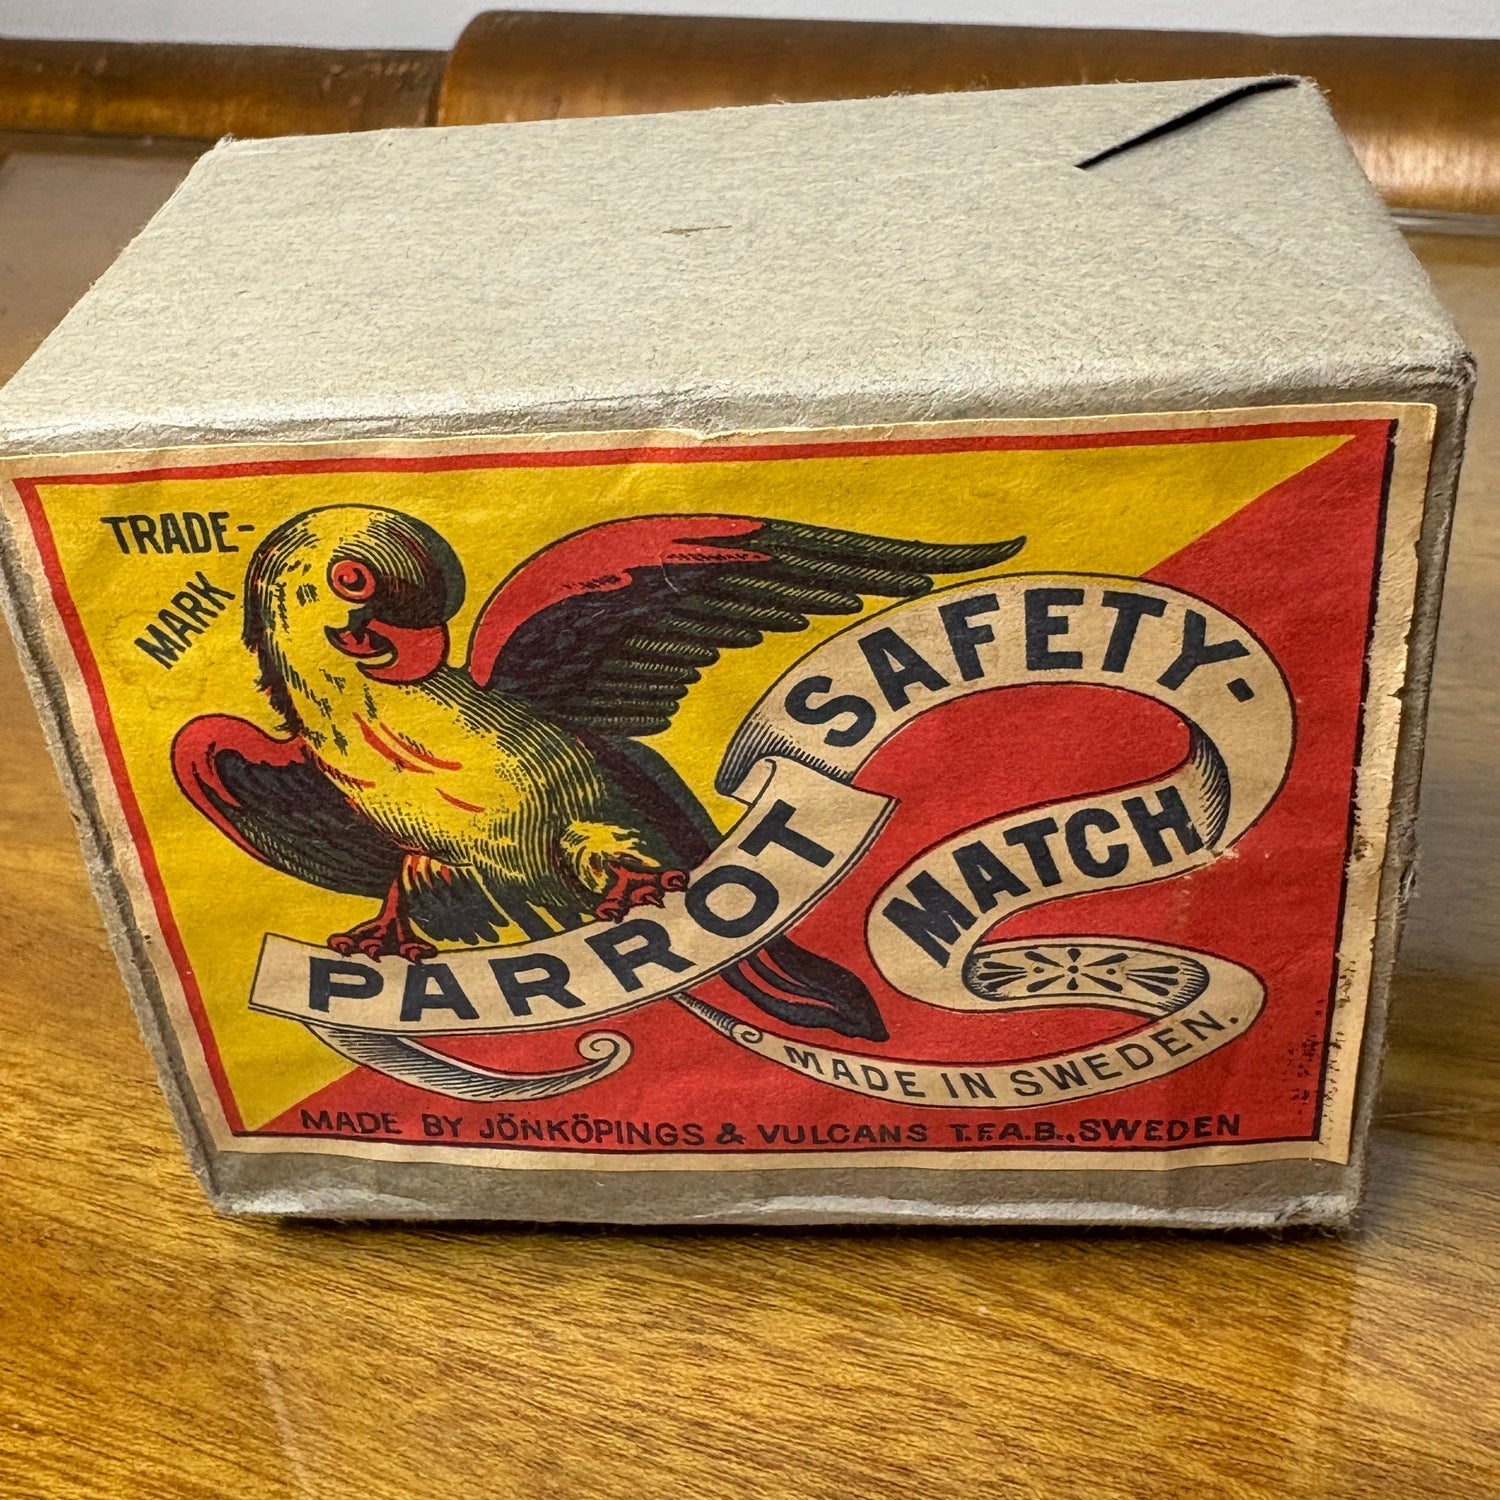 TRADE-
MARK
PARROT
SAFETY-
MATCH
MADE IN SWEDEN.
MADE BY JÖNKÖPINGS & VULCANS T.F.A.B., SWEDEN